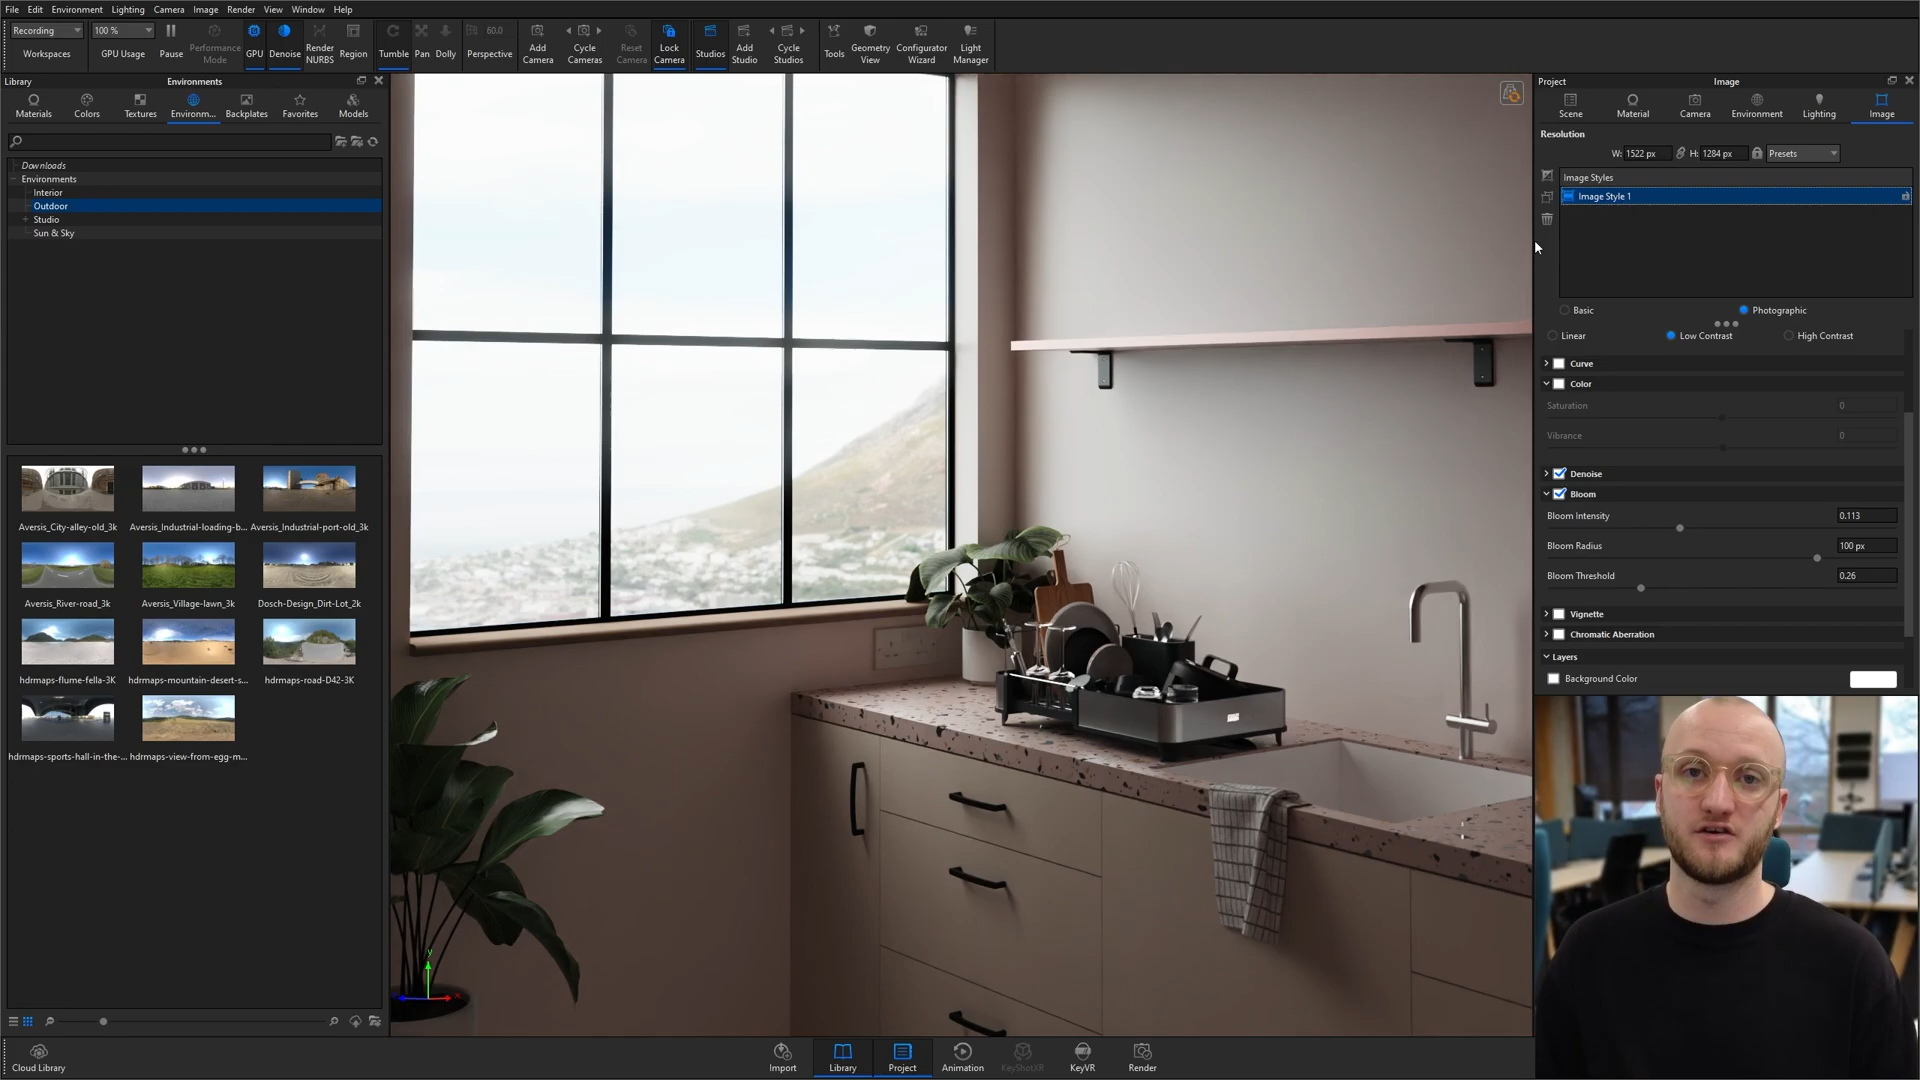 File Edit Environment Lighting Camera Image Render View Window Help
Recording 100 % 60.0
Workspaces GPU Usage Pause Performance Mode GPU Denoise Render NURBS Region Tumble Pan Dolly Perspective Add Camera Cycle Cameras Reset Camera Lock Camera Studios Add Studio Cycle Studios Tools Geometry View Configurator Wizard Light Manager
Library Environments
Materials Colors Textures Environm... Backplates Favorites Models
Downloads
Environments
Interior
Outdoor
Studio
Sun & Sky
Aversis_City-alley-old_3k Aversis_Industrial-loading-b... Aversis_Industrial-port-old_3k
Aversis_River-road_3k Aversis_Village-lawn_3k Dosch-Design_Dirt-Lot_2k
hdrmaps-flume-fella-3K hdrmaps-mountain-desert-s... hdrmaps-road-D42-3K
hdrmaps-sports-hall-in-the-... hdrmaps-view-from-egg-m...
y
Project Image
Scene Material Camera Environment Lighting Image
Resolution
W: 1522 px H: 1284 px Presets
Image Styles
Image Style 1
Basic Photographic
Linear Low Contrast High Contrast
Curve
Color
Saturation 0
Vibrance 0
Denoise
Bloom
Bloom Intensity 0.113
Bloom Radius 100 px
Bloom Threshold 0.26
Vignette
Chromatic Aberration
Layers
Background Color
Cloud Library Import Library Project Animation KeyShotXR KeyVR Render